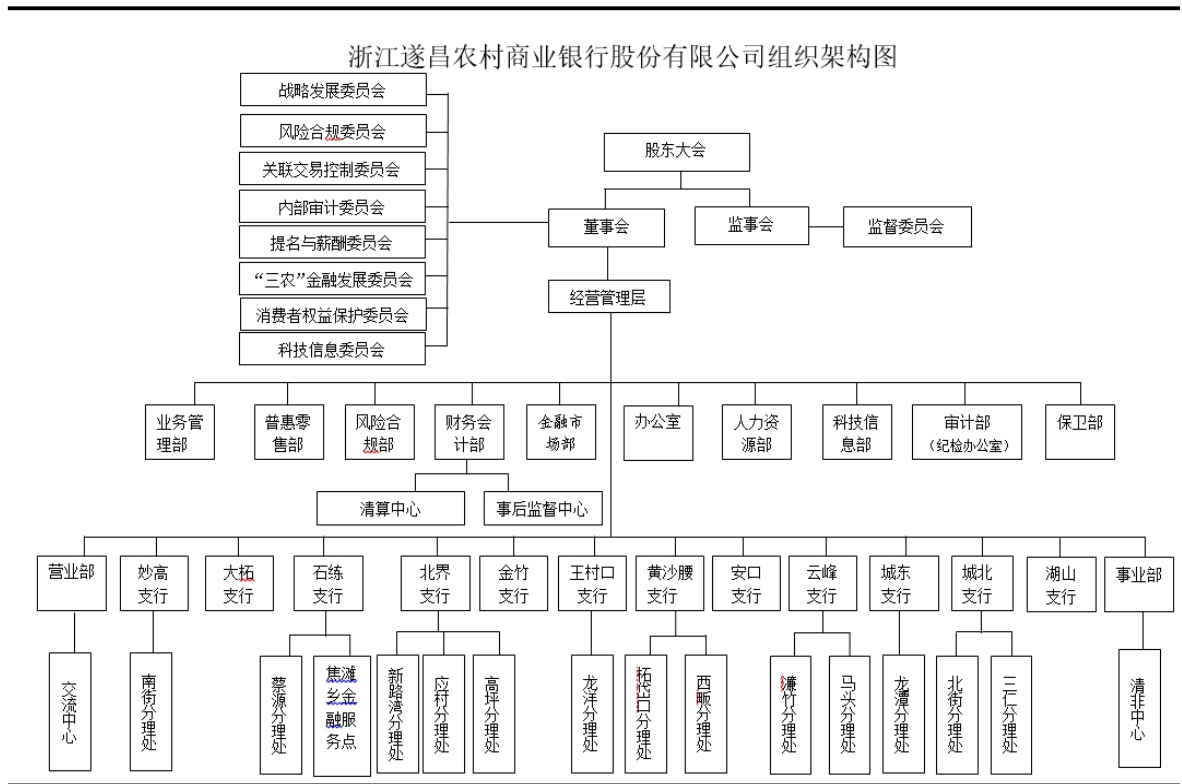 浙江遂昌农村商业银行股份有限公司组织架构图
战略发展委员会
风险合规委员会
关联交易控制委员会
内部审计委员会
提名与薪酬委员会
“三农”金融发展委员会
消费者权益保护委员会
科技信息委员会
股东大会
董事会
监事会
监督委员会
经营管理层
业务管
理部
普惠零
售部
风险合
规部
财务会
计部
金融市
场部
办公室
人力资
源部
科技信
息部
审计部
（纪检办公室）
保卫部
清算中心
事后监督中心
营业部
妙高
支行
大柘
支行
石练
支行
北界
支行
金竹
支行
王村口
支行
黄沙腰
支行
安口
支行
云峰
支行
城东
支行
城北
支行
湖山
支行
事业部
交流中心
南街分理处
蔡源分理处
焦滩
乡金
融服
务点
新路湾分理处
应村分理处
高坪分理处
龙洋分理处
柘岱口分理处
西畈分理处
濂竹分理处
马头分理处
龙潭分理处
北街分理处
三仁分理处
清非中心